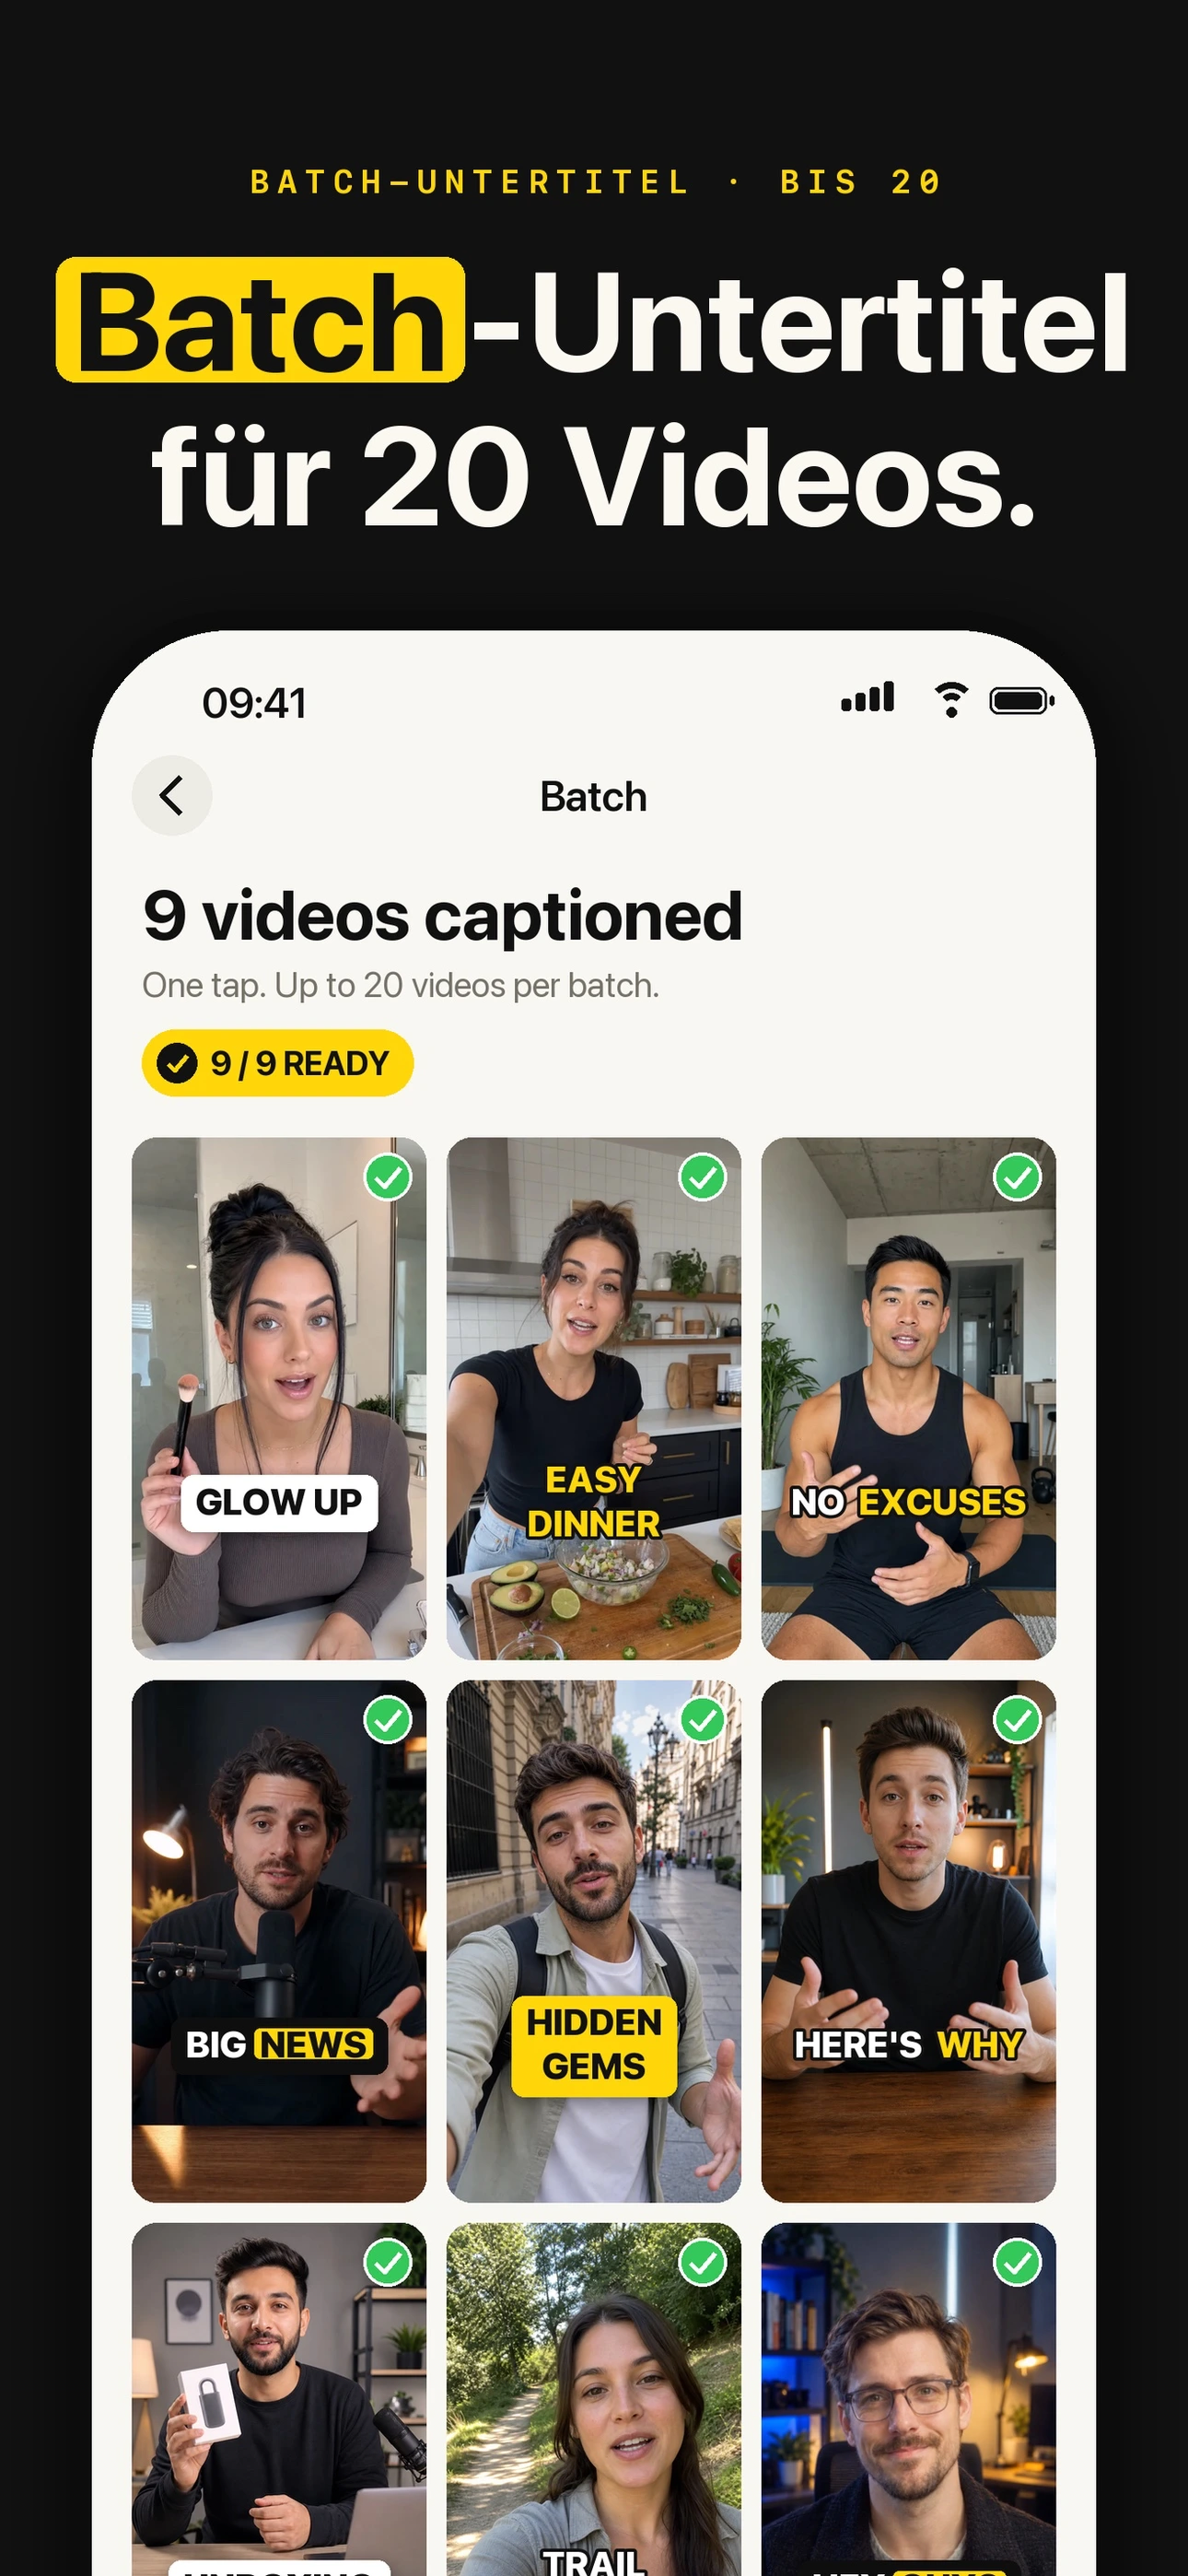 BATCH-UNTERTITEL · BIS 20
Batch-Untertitel
für 20 Videos.
09:41
Batch
9 videos captioned
One tap. Up to 20 videos per batch.
9 / 9 READY
GLOW UP
EASY
DINNER
NO EXCUSES
BIG NEWS
HIDDEN
GEMS
HERE'S WHY
TRAIL